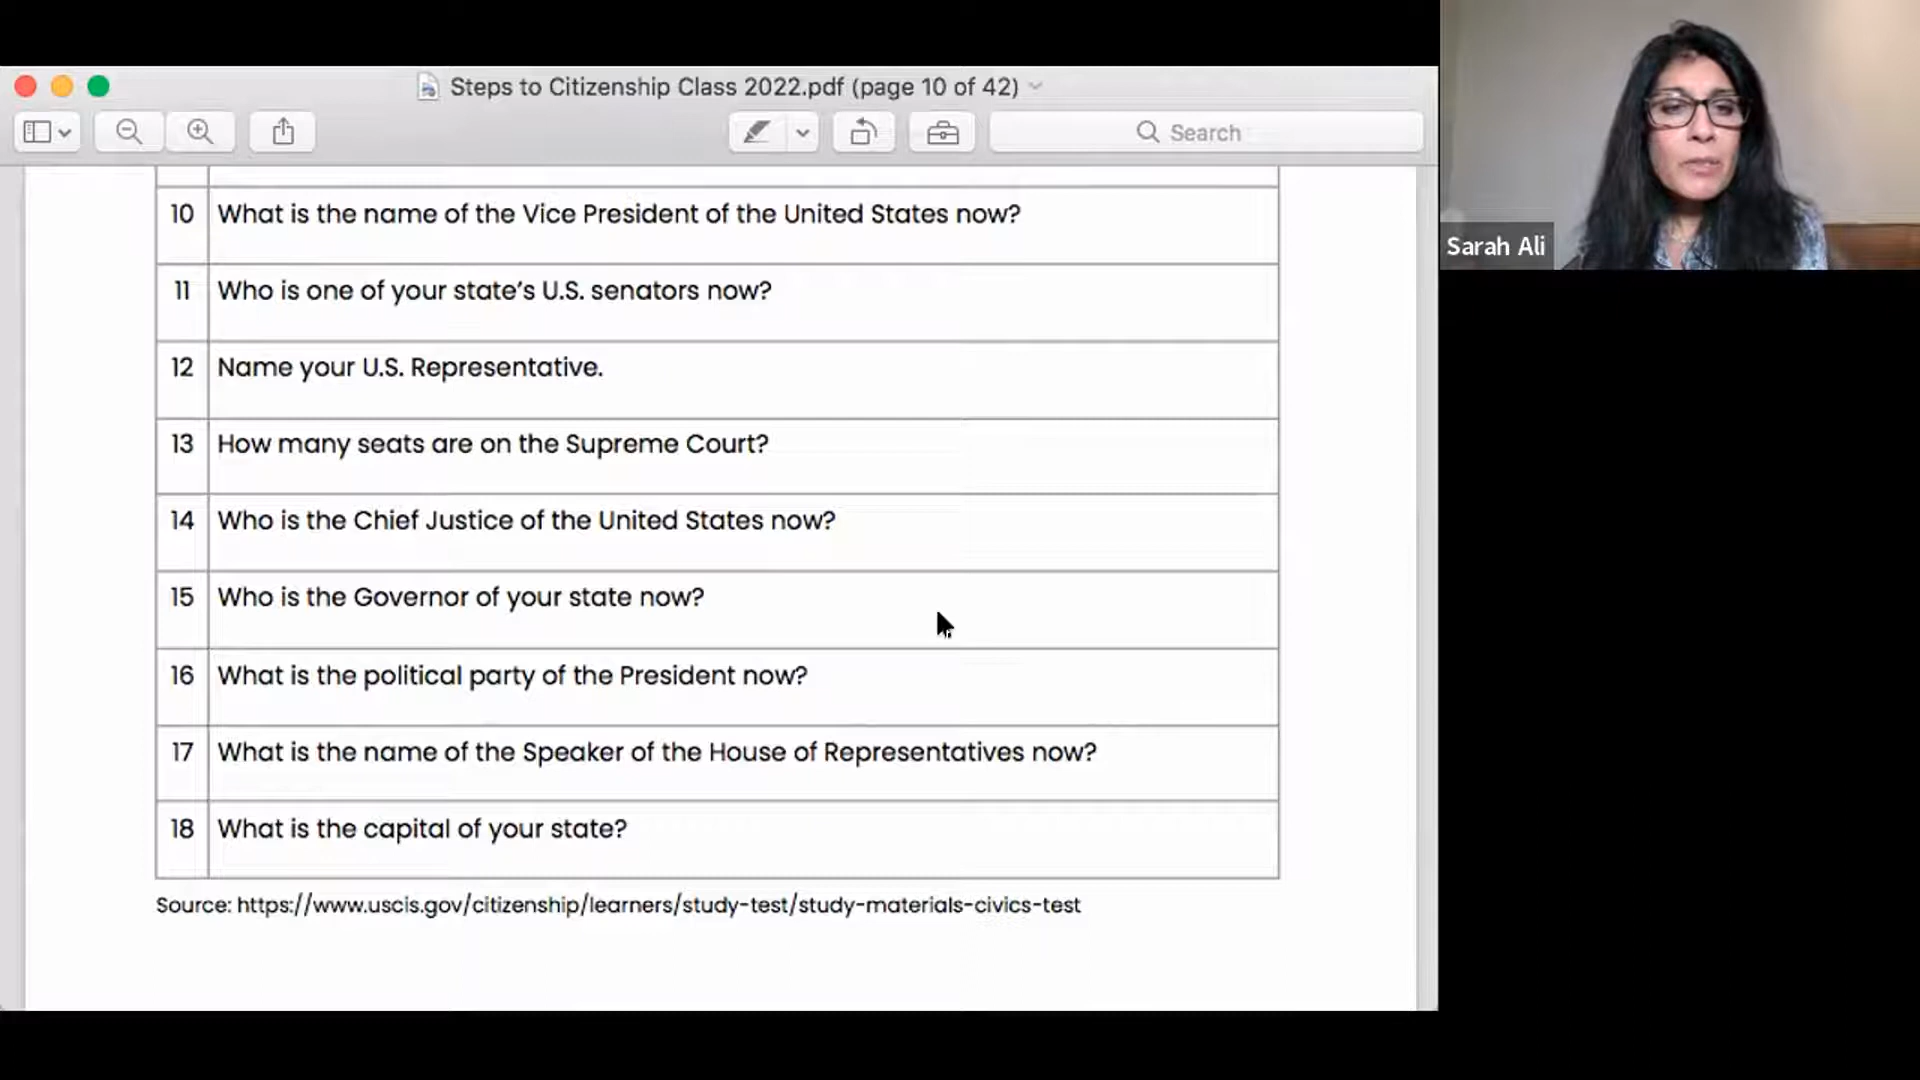 Steps to Citizenship Class 2022.pdf (page 10 of 42)
Search
10 What is the name of the Vice President of the United States now?
11 Who is one of your state's U.S. senators now?
12 Name your U.S. Representative.
13 How many seats are on the Supreme Court?
14 Who is the Chief Justice of the United States now?
15 Who is the Governor of your state now?
16 What is the political party of the President now?
17 What is the name of the Speaker of the House of Representatives now?
18 What is the capital of your state?
Source: https://www.uscis.gov/citizenship/learners/study-test/study-materials-civics-test
Sarah Ali